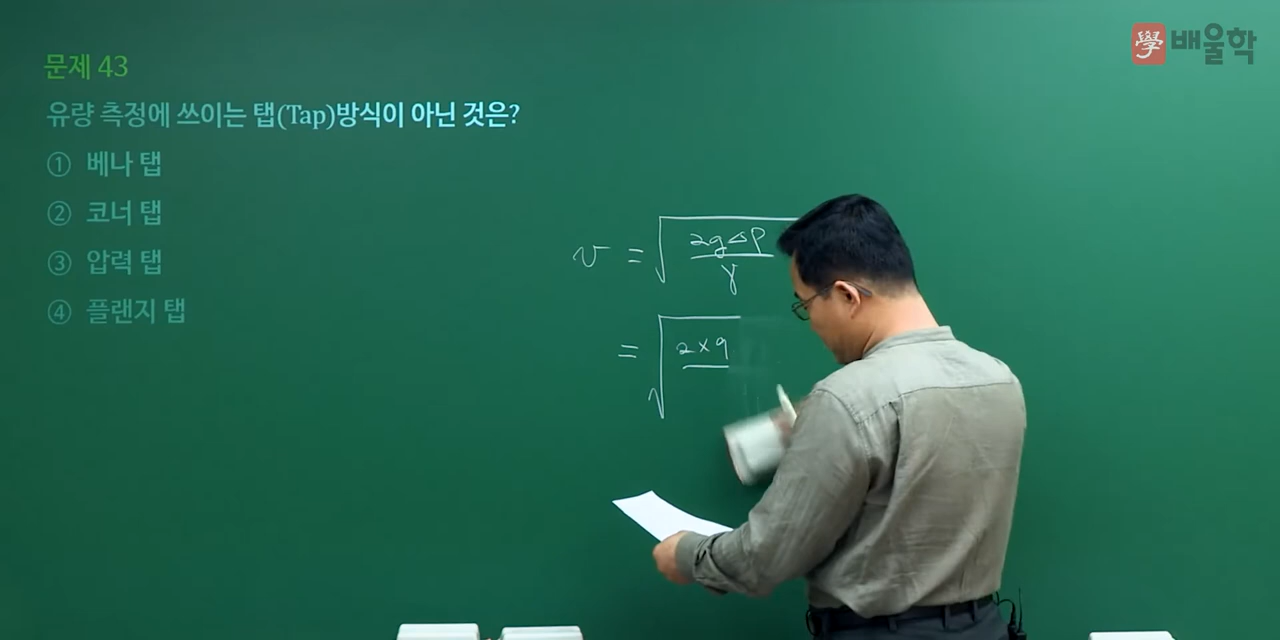 學 배울학
문제 43
유량 측정에 쓰이는 탭(Tap)방식이 아닌 것은?
① 베나 탭
② 코너 탭
③ 압력 탭
④ 플랜지 탭
v = √(2gΔP / γ)
= √(2×9